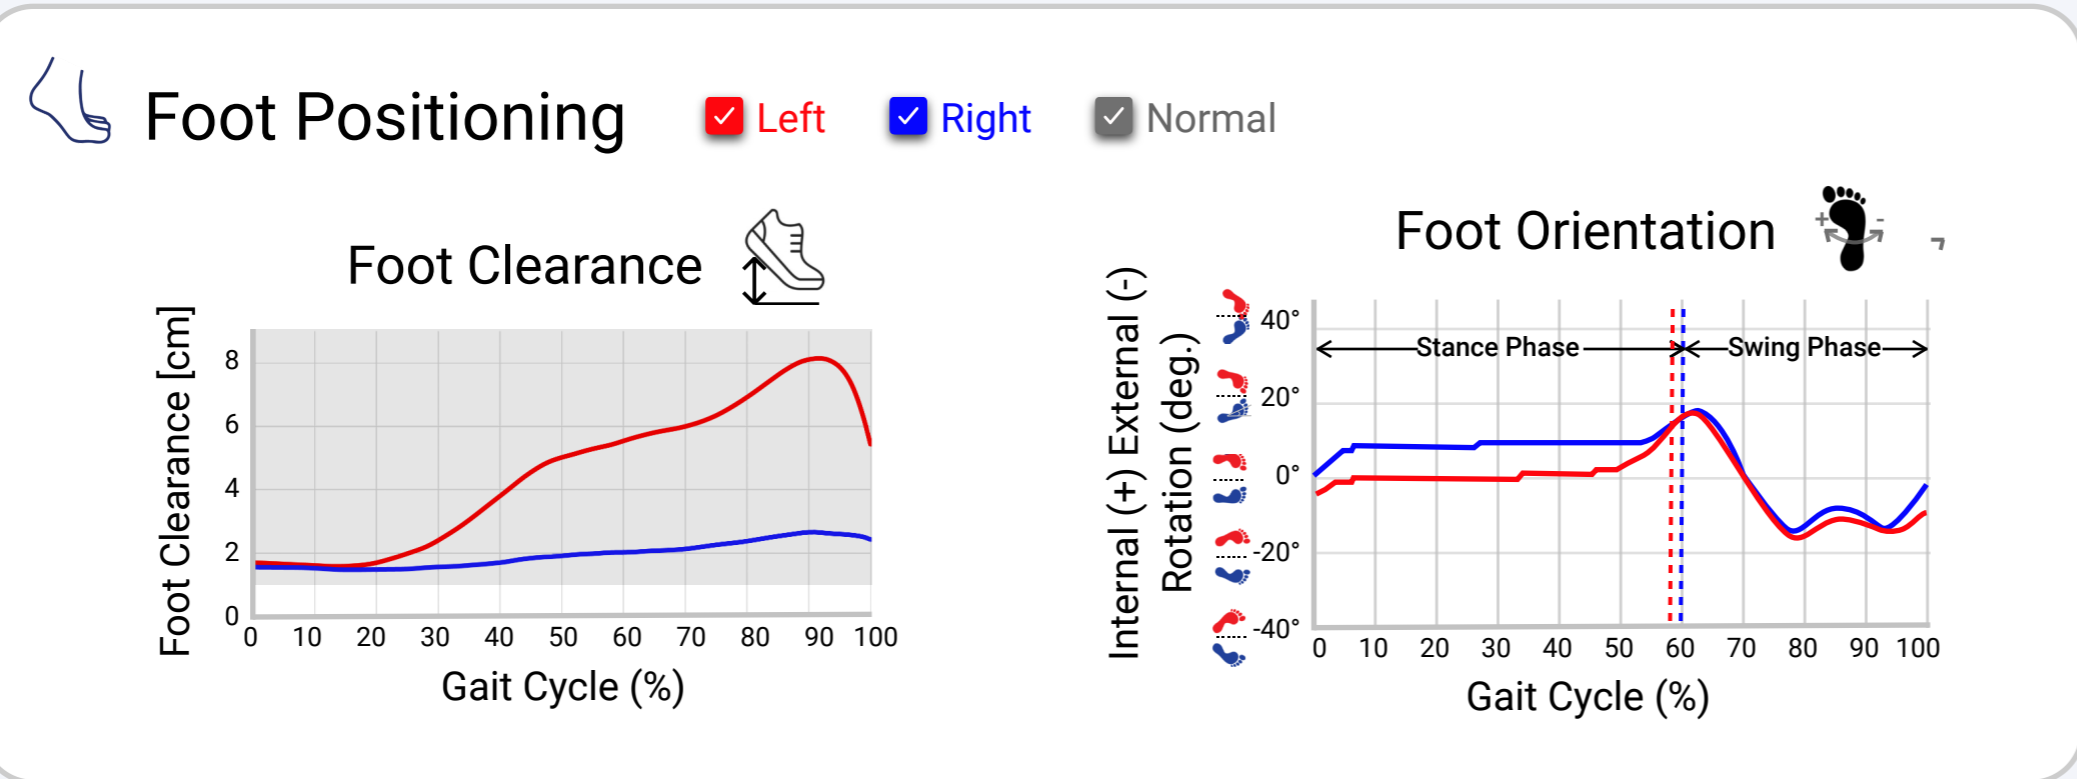 Foot Positioning
Left
Right
Normal
Foot Clearance
Foot Clearance [cm]
8
6
4
2
0
0 10 20 30 40 50 60 70 80 90 100
Gait Cycle (%)
Foot Orientation
+ -
Internal (+) External (-)
Rotation (deg.)
40°
20°
0°
-20°
-40°
Stance Phase
Swing Phase
0 10 20 30 40 50 60 70 80 90 100
Gait Cycle (%)